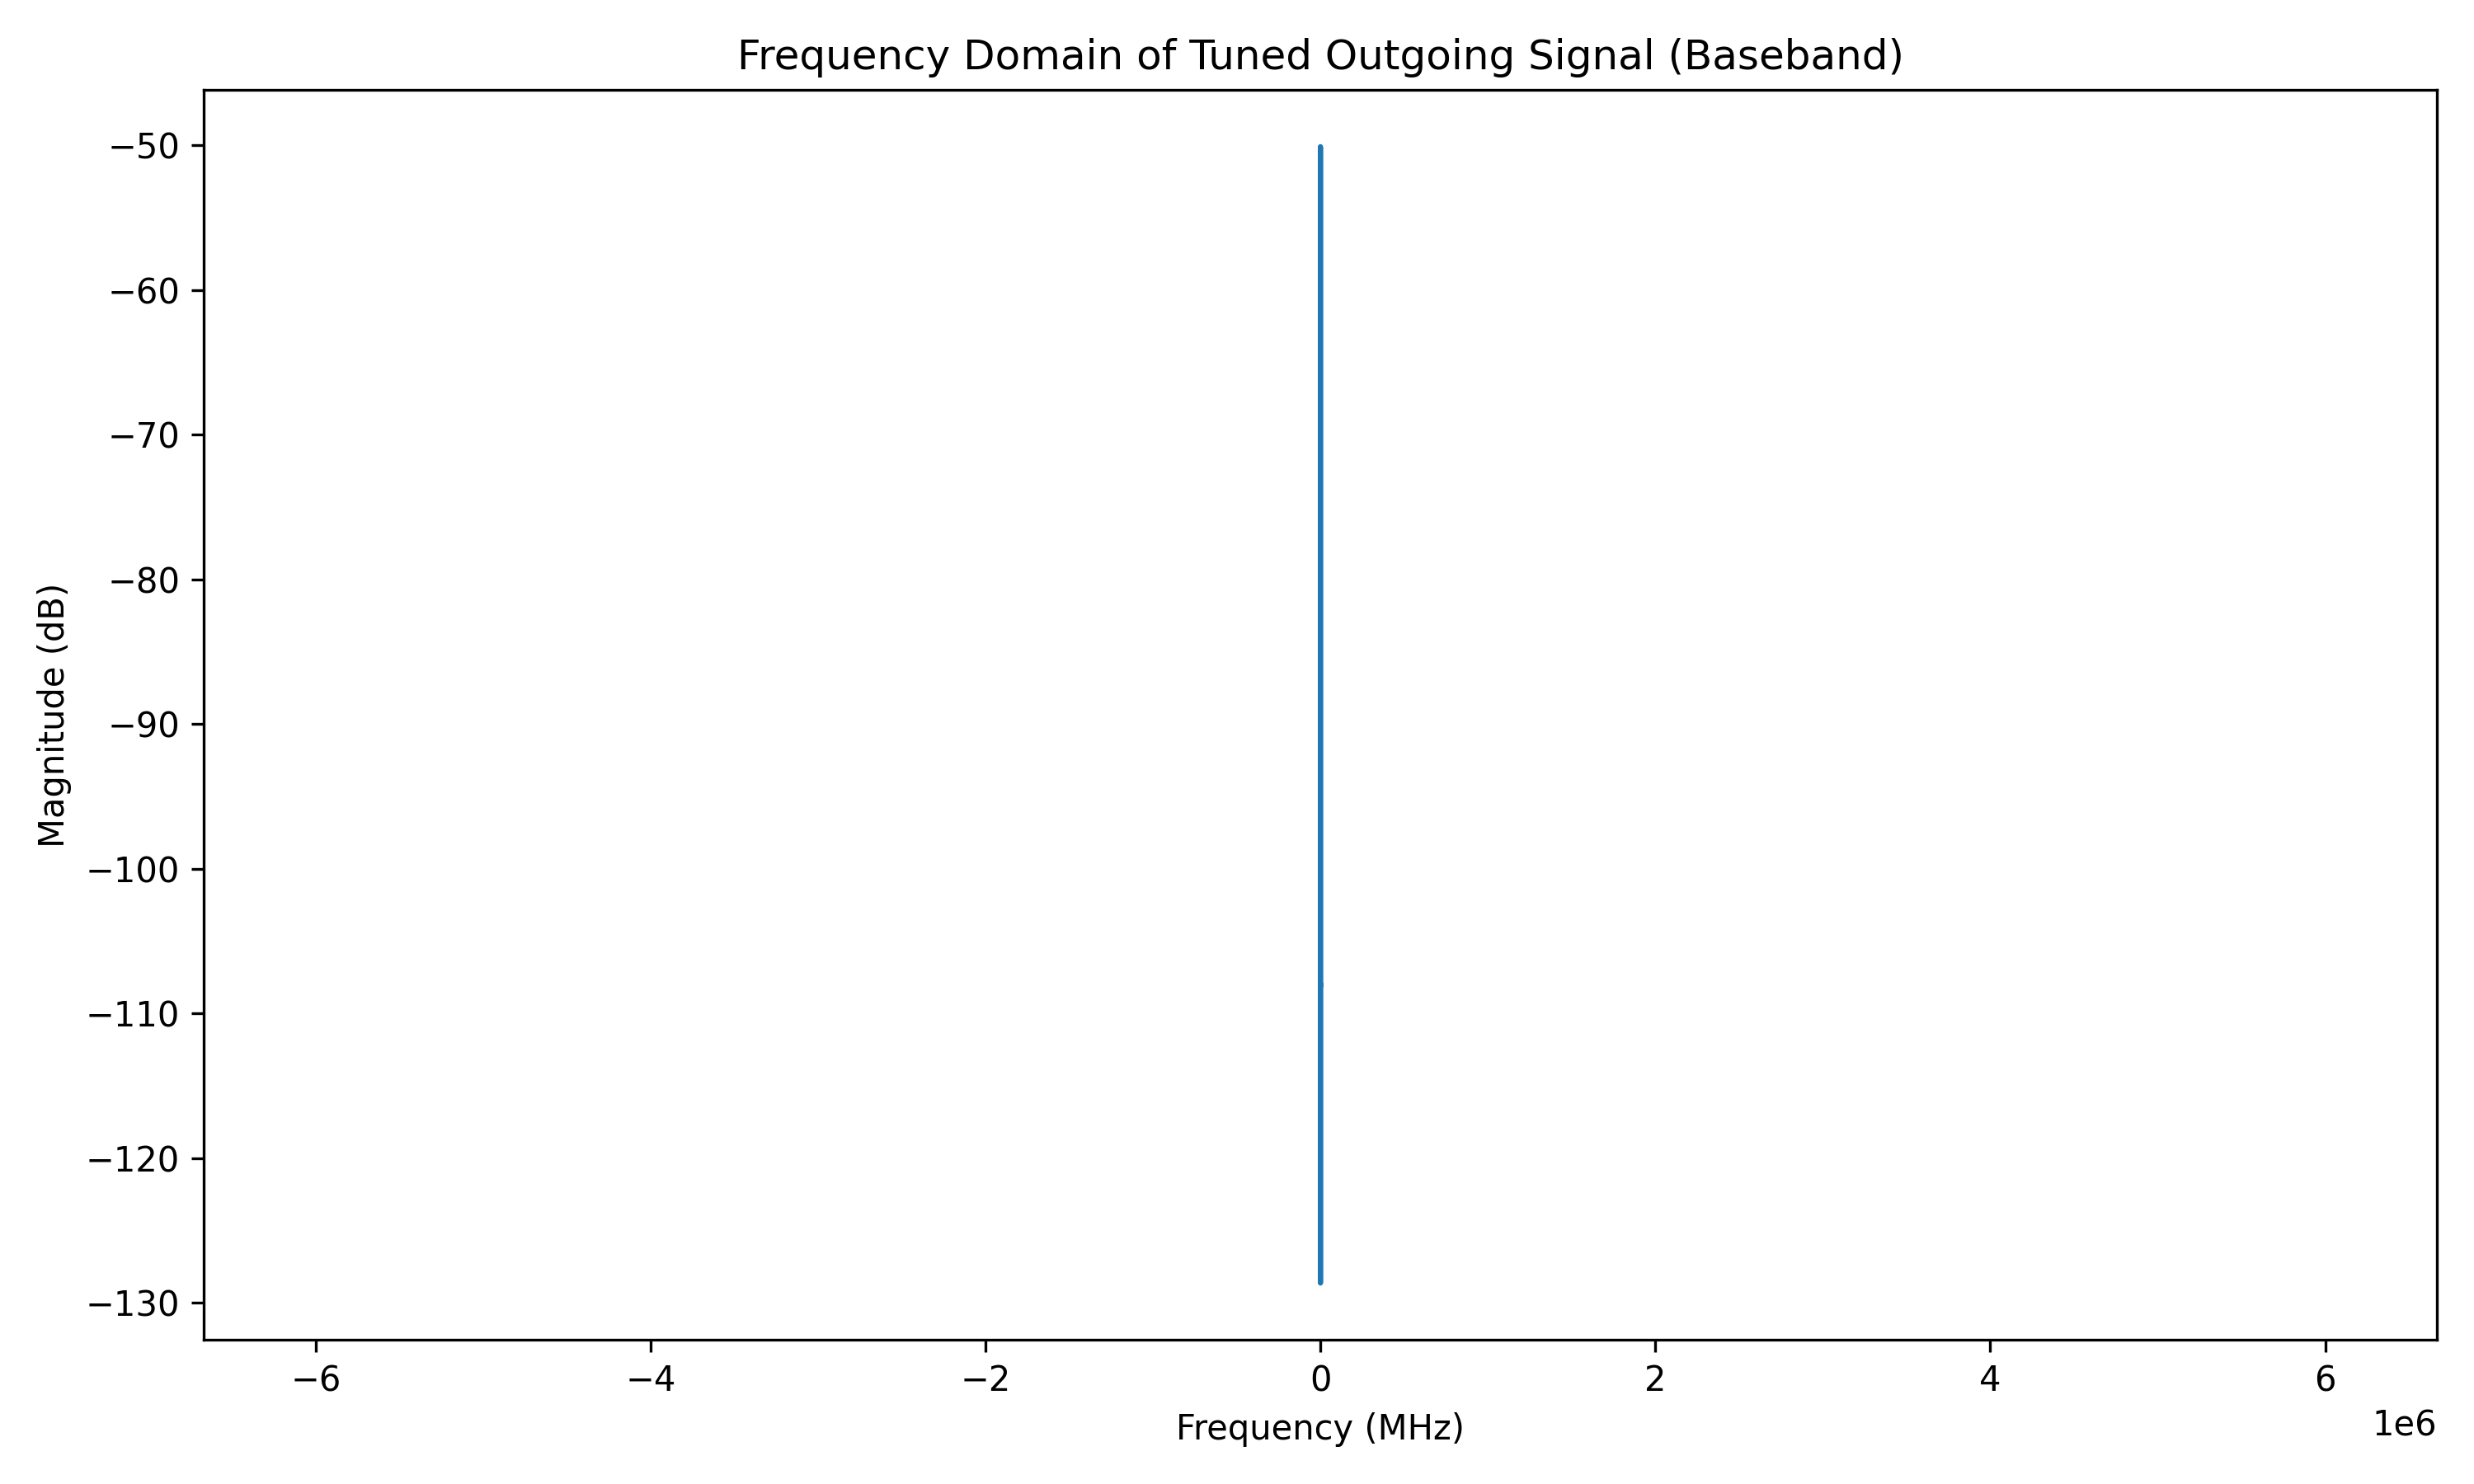 Frequency Domain of Tuned Outgoing Signal (Baseband)
−50
−60
−70
−80
−90
−100
−110
−120
−130
Magnitude (dB)
−6 −4 −2 0 2 4 6
1e6
Frequency (MHz)